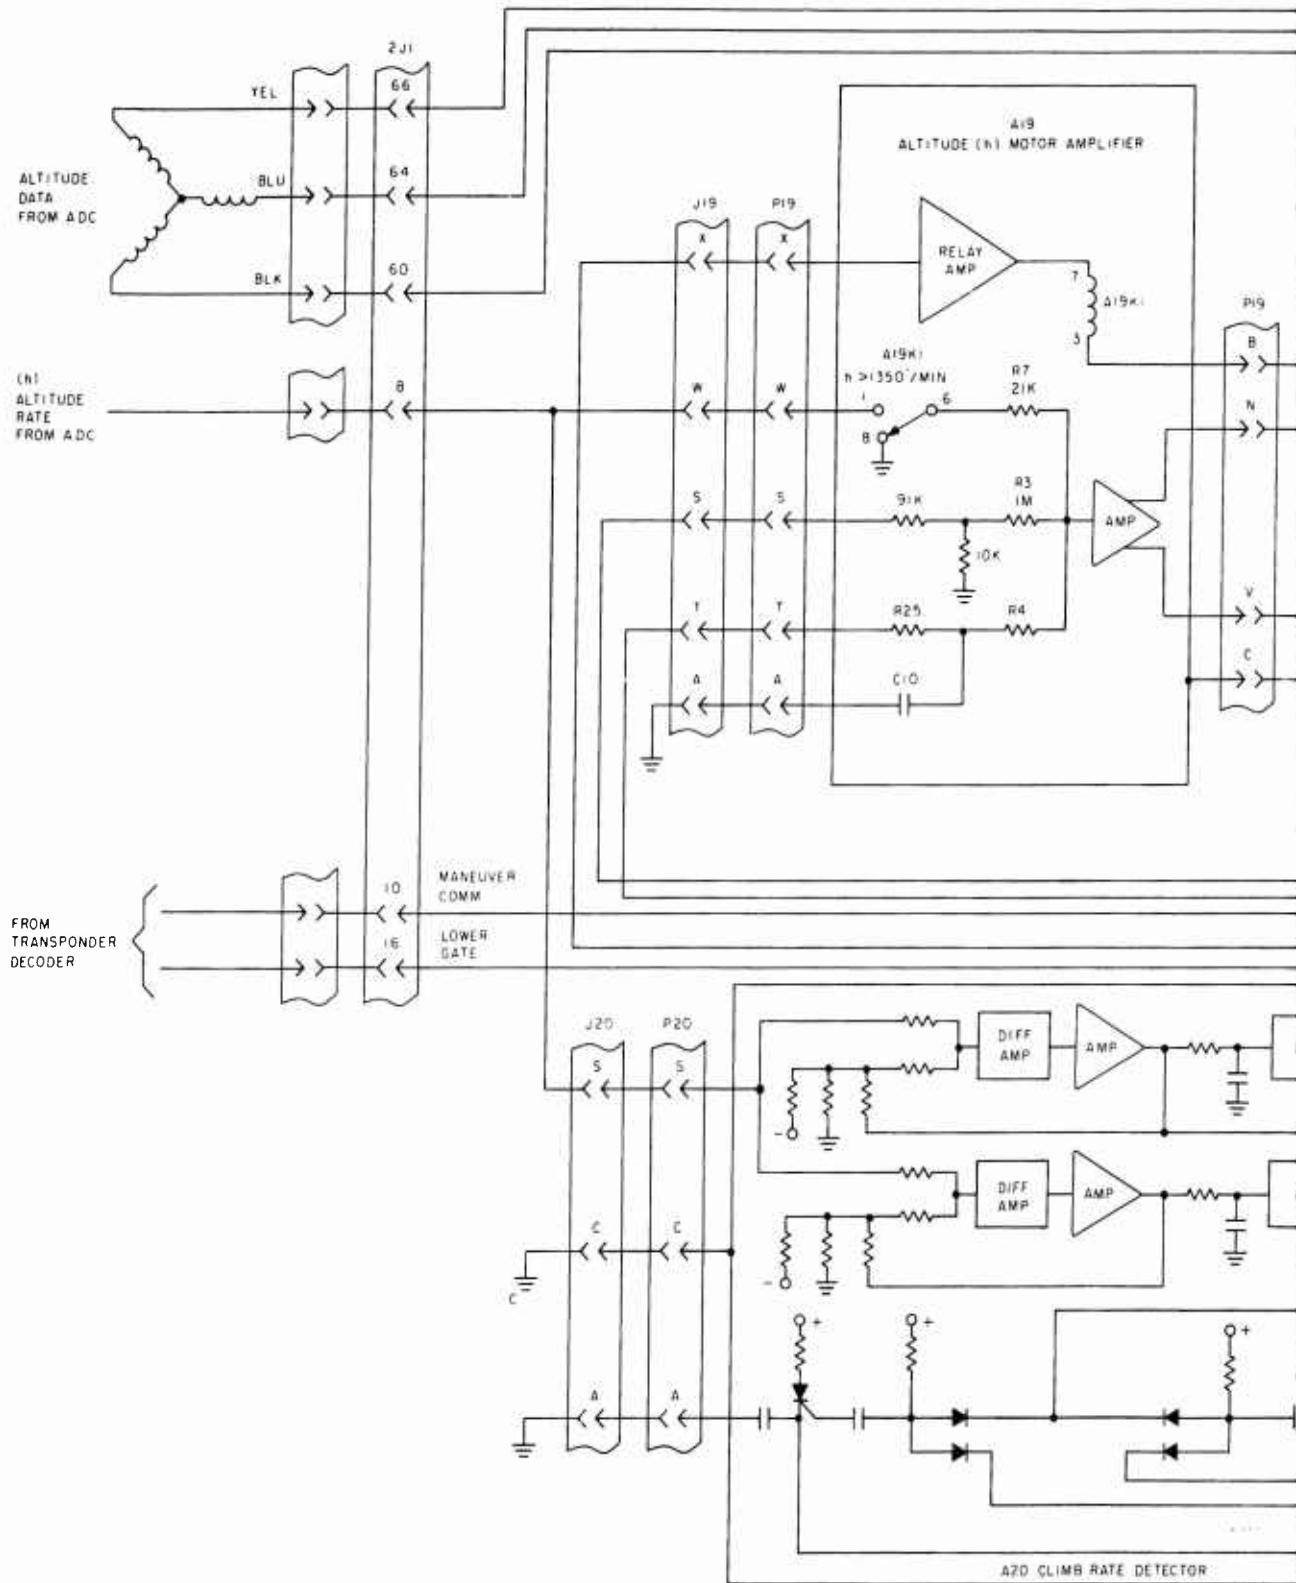 2J1
YEL
66
ALTITUDE
DATA
FROM ADC
BLU
64
BLK
60
(h)
ALTITUDE
RATE
FROM ADC
8
A19
ALTITUDE (h) MOTOR AMPLIFIER
J19
P19
X
X
RELAY
AMP
7
A19K1
3
P19
B
A19K1
h >1350'/MIN
R7
21K
W
W
1
6
8
N
S
S
91K
R3
1M
AMP
10K
T
T
R25
R4
V
A
A
C10
C
FROM
TRANSPONDER
DECODER
10
MANEUVER
COMM
16
LOWER
GATE
J20
P20
S
S
DIFF
AMP
AMP
-
DIFF
AMP
AMP
C
C
C
-
+
+
+
A
A
A20 CLIMB RATE DETECTOR